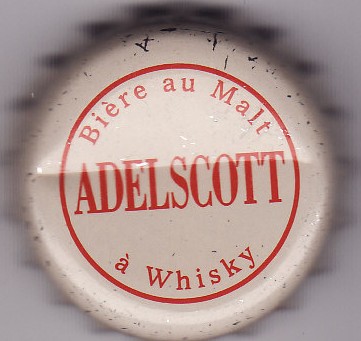 Bière au Malt
ADELSCOTT
à Whisky